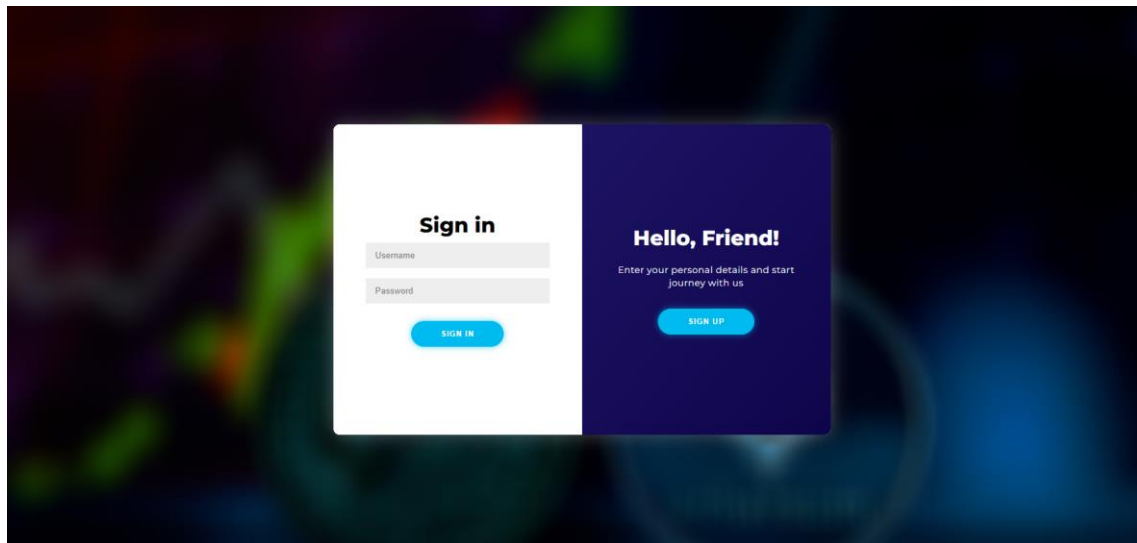 Sign in
Username
Password
SIGN IN
Hello, Friend!
Enter your personal details and start
journey with us
SIGN UP